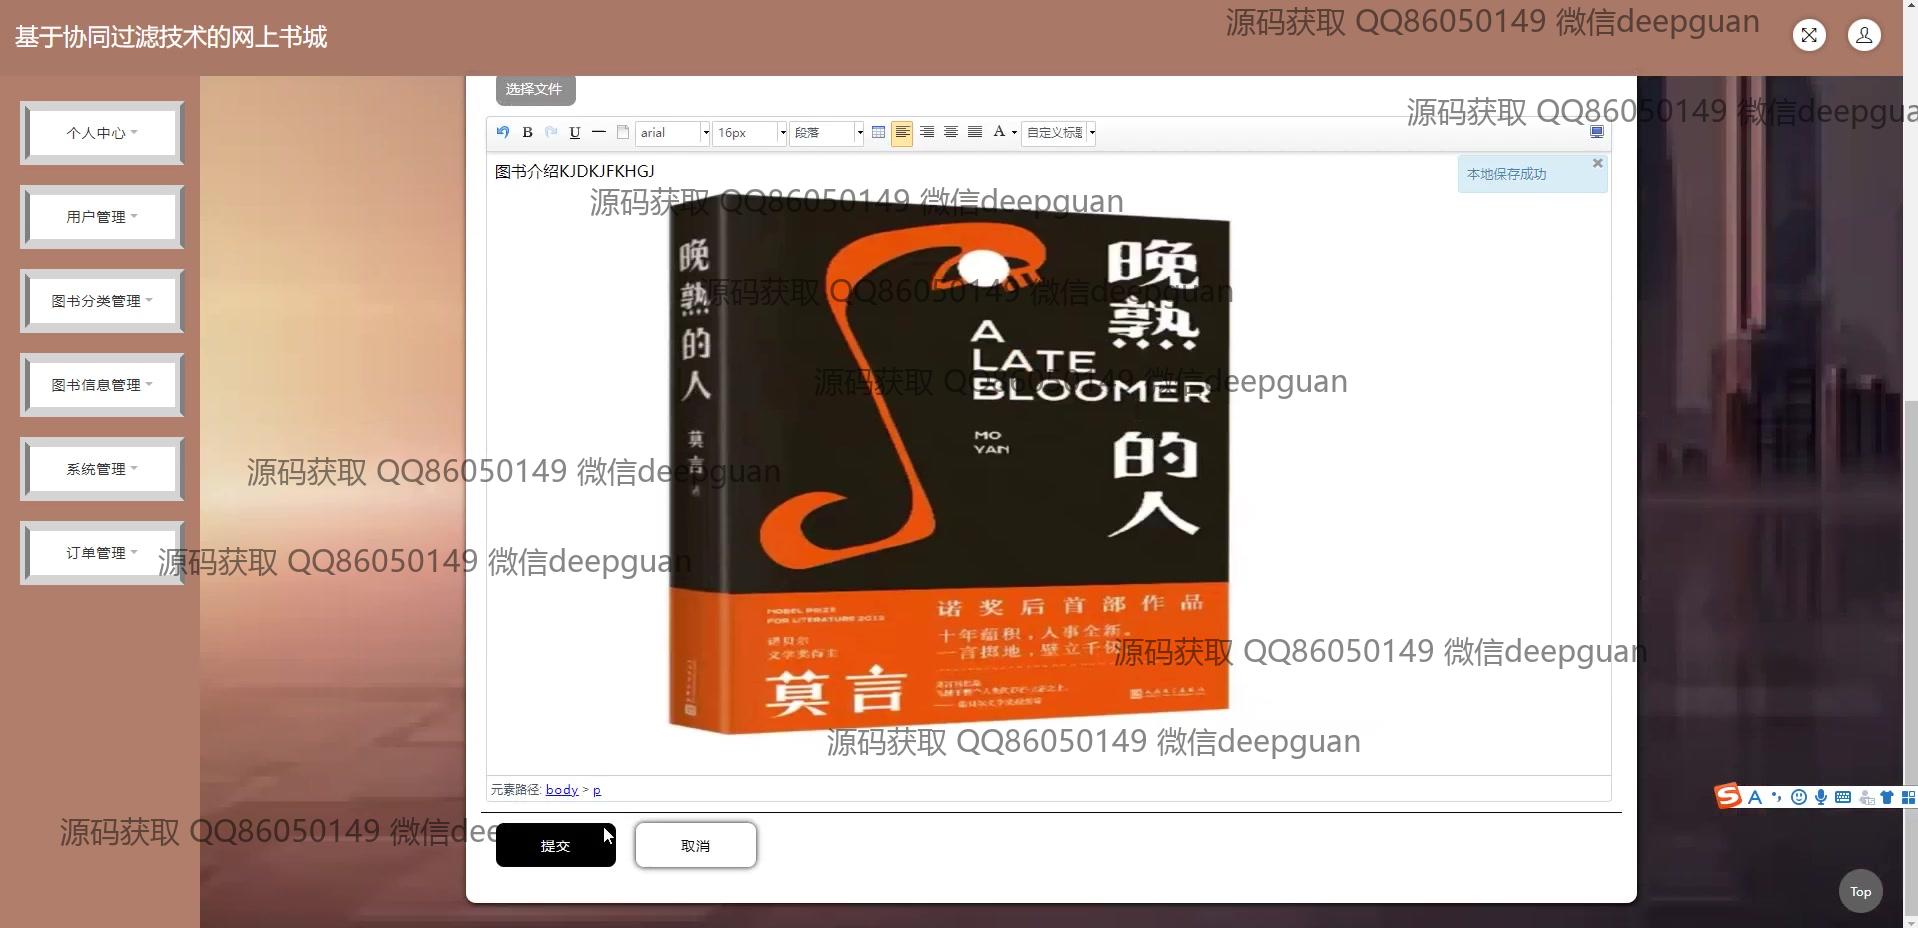 基于协同过滤技术的网上书城
源码获取 QQ86050149 微信deepguan
源码获取 QQ86050149 微信deepgua
个人中心
用户管理
图书分类管理
图书信息管理
系统管理
订单管理
选择文件
arial
16px
段落
自定义标题
本地保存成功
图书介绍KJDKJFKHGJ
源码获取 QQ86050149 微信deepguan
源码获取 QQ86050149 微信deepguan
源码获取 QQ86050149 微信deepguan
源码获取 QQ86050149 微信deepguan
源码获取 QQ86050149 微信deepguan
源码获取 QQ86050149 微信deepguan
源码获取 QQ86050149 微信deepguan
源码获取 QQ86050149 微信dee
晚熟的人
莫言
晚熟的人
A
LATE
BLOOMER
MO
YAN
NOBEL PRIZE
FOR LITERATURE 2012
诺贝尔
文学奖得主
莫言
诺奖后首部作品
十年蕴积，人事全新。
一言掷地，壁立千
元素路径: body > p
提交
取消
Top